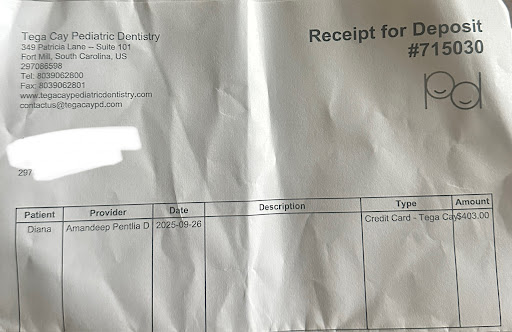 Tega Cay Pediatric Dentistry
349 Patricia Lane -- Suite 101
Fort Mill, South Carolina, US
297086598
Tel: 8039062800
Fax: 8039062801
www.tegacaypediatricdentistry.com
contactus@tegacaypd.com
Receipt for Deposit
#715030
pd
297
Patient Provider Date Description Type Amount
Diana Amandeep Pentlia D 2025-09-26 Credit Card - Tega Cay $403.00